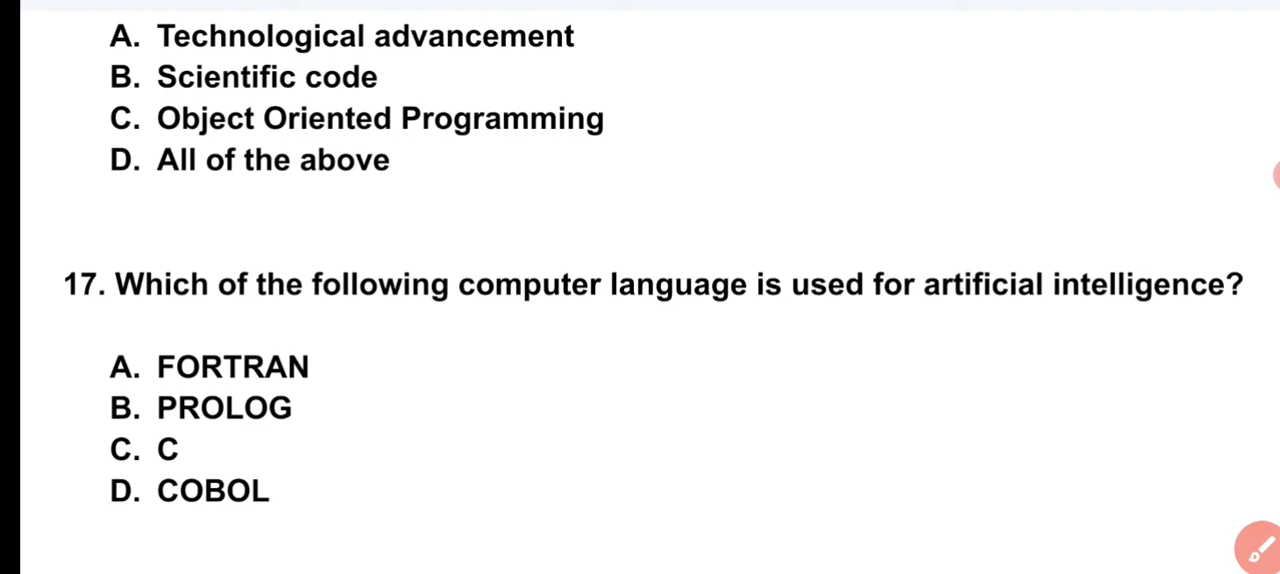 A. Technological advancement
B. Scientific code
C. Object Oriented Programming
D. All of the above
17. Which of the following computer language is used for artificial intelligence?
A. FORTRAN
B. PROLOG
C. C
D. COBOL